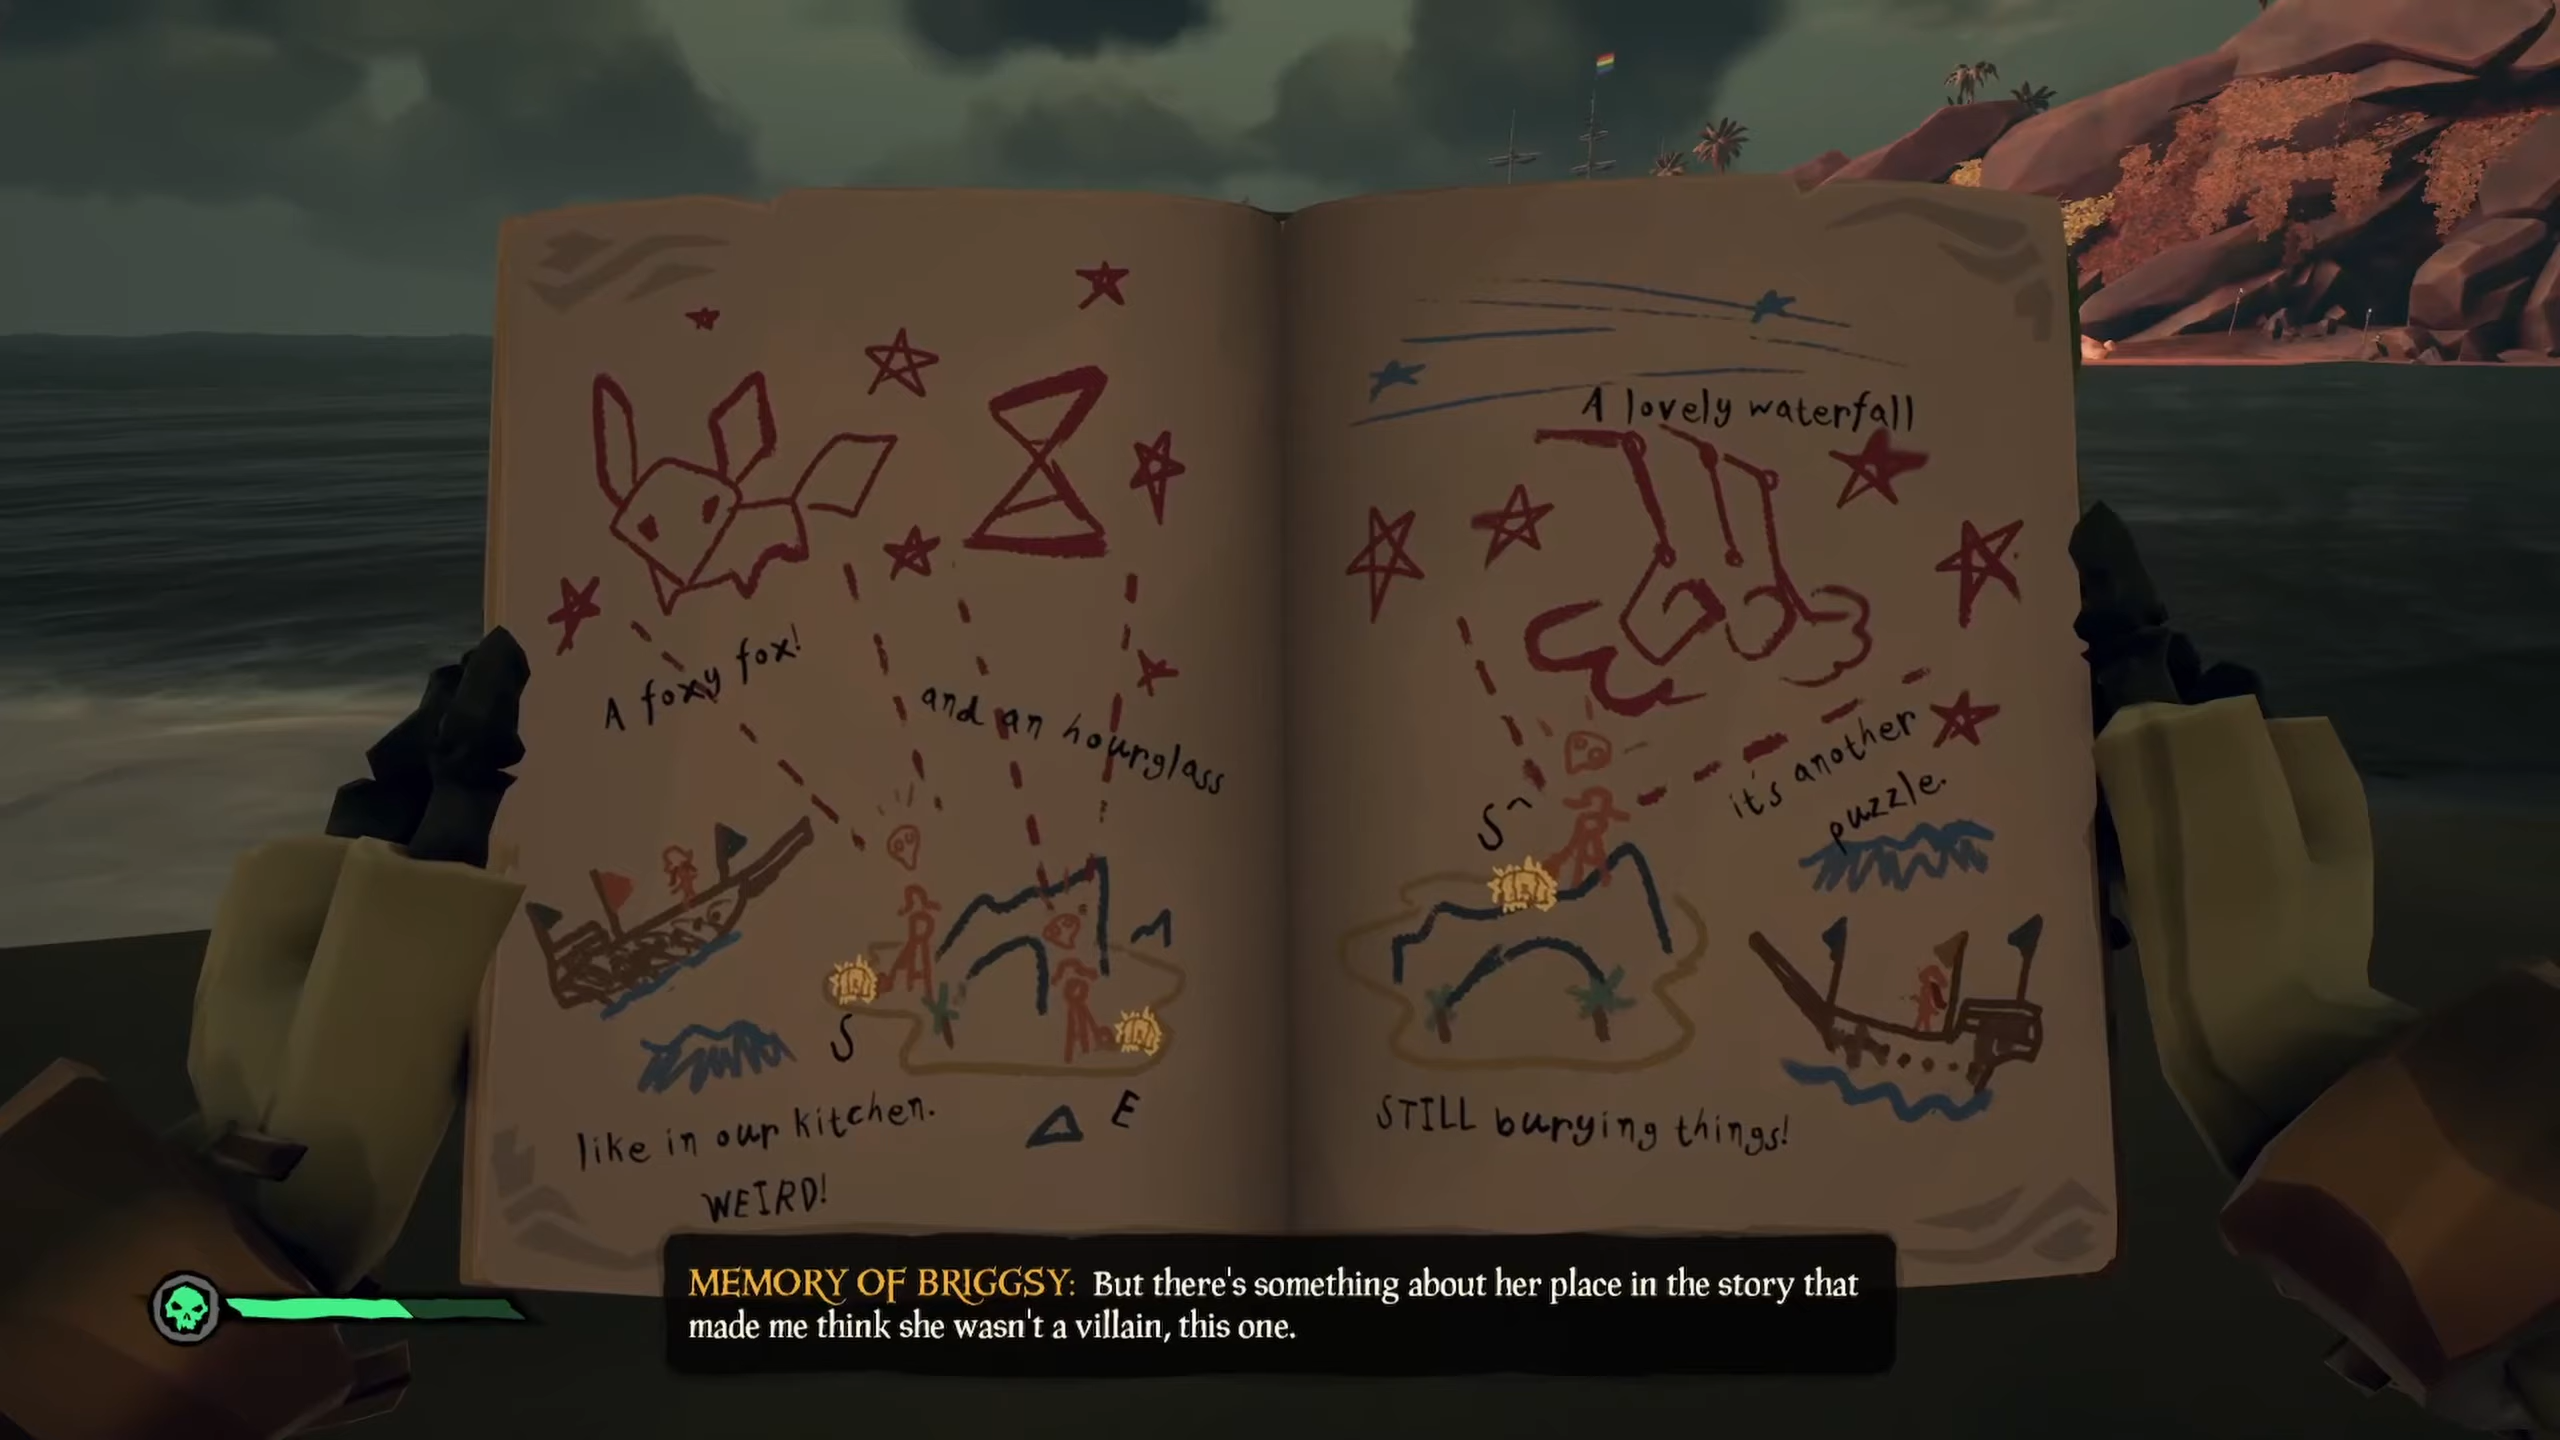 A foxy fox!
and an hourglass
S
like in our kitchen.
E
WEIRD!
A lovely waterfall
it's another
puzzle.
S
STILL burying things!
MEMORY OF BRIGGSY: But there's something about her place in the story that
made me think she wasn't a villain, this one.